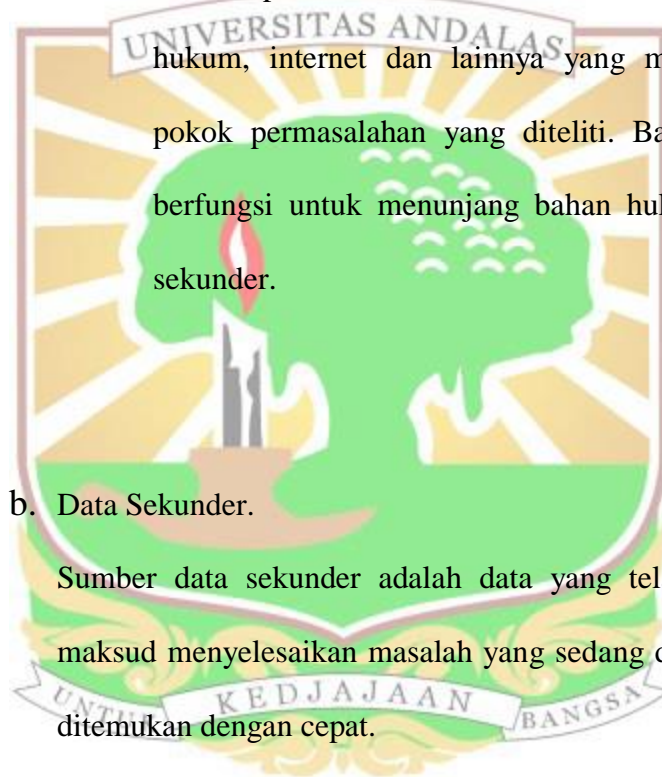 UNIVERSITAS ANDALAS
hukum, internet dan lainnya yang m
pokok permasalahan yang diteliti. Ba
berfungsi untuk menunjang bahan hu
sekunder.
b. Data Sekunder.
Sumber data sekunder adalah data yang tel
maksud menyelesaikan masalah yang sedang
ditemukan dengan cepat.
UNTUK KEDJAJAAN BANGSA